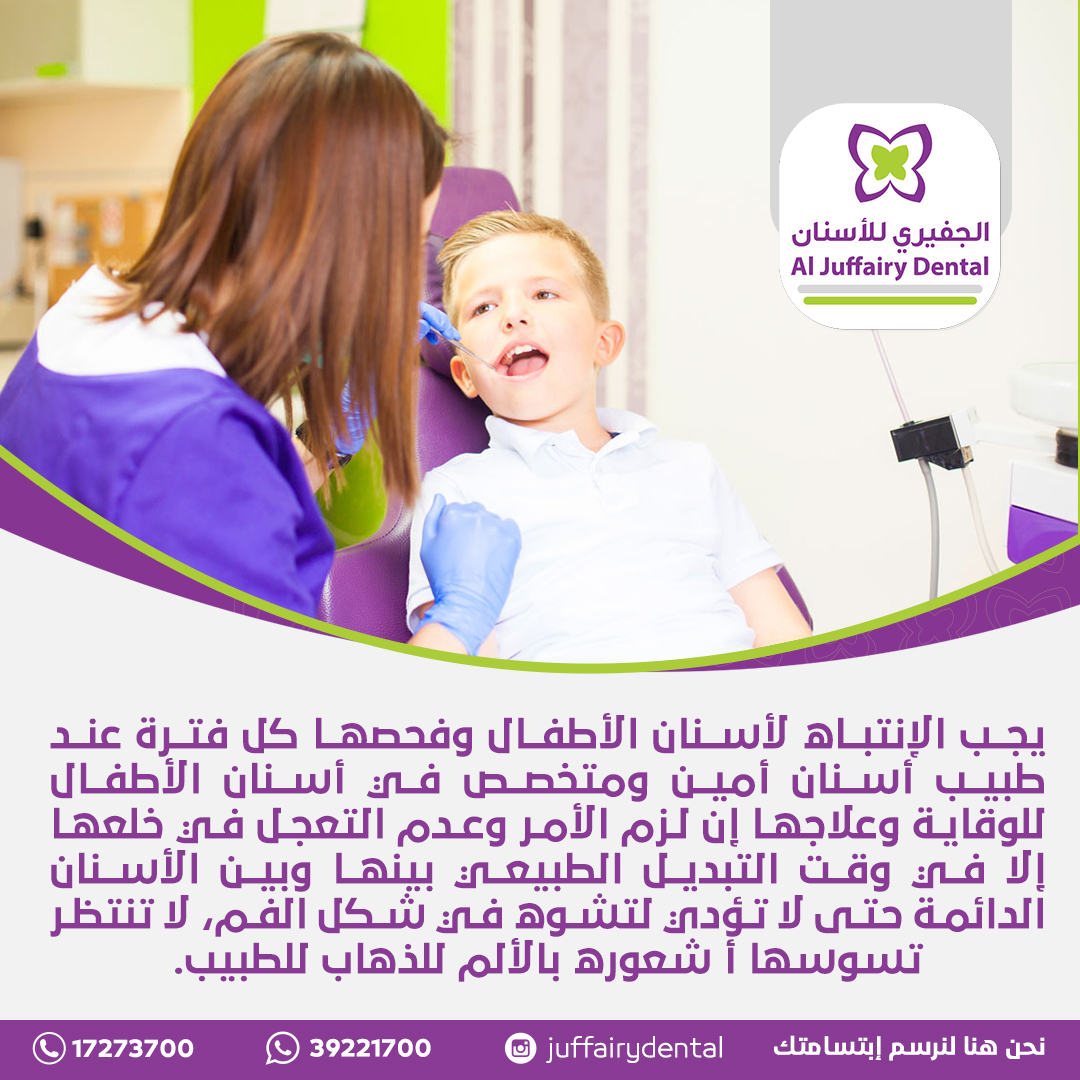 الجفيري للأسنان
Al Juffairy Dental
يجب الإنتباه لأسنان الأطفال وفحصها كل فترة عند
طبيب أسنان أمين ومتخصص في أسنان الأطفال
للوقاية وعلاجها إن لزم الأمر وعدم التعجل في خلعها
إلا في وقت التبديل الطبيعي بينها وبين الأسنان
الدائمة حتى لا تؤدي لتشوه في شكل الفم، لا تنتظر
تسوسها أ شعوره بالألم للذهاب للطبيب.
17273700 39221700 juffairydental نحن هنا لنرسم إبتسامتك